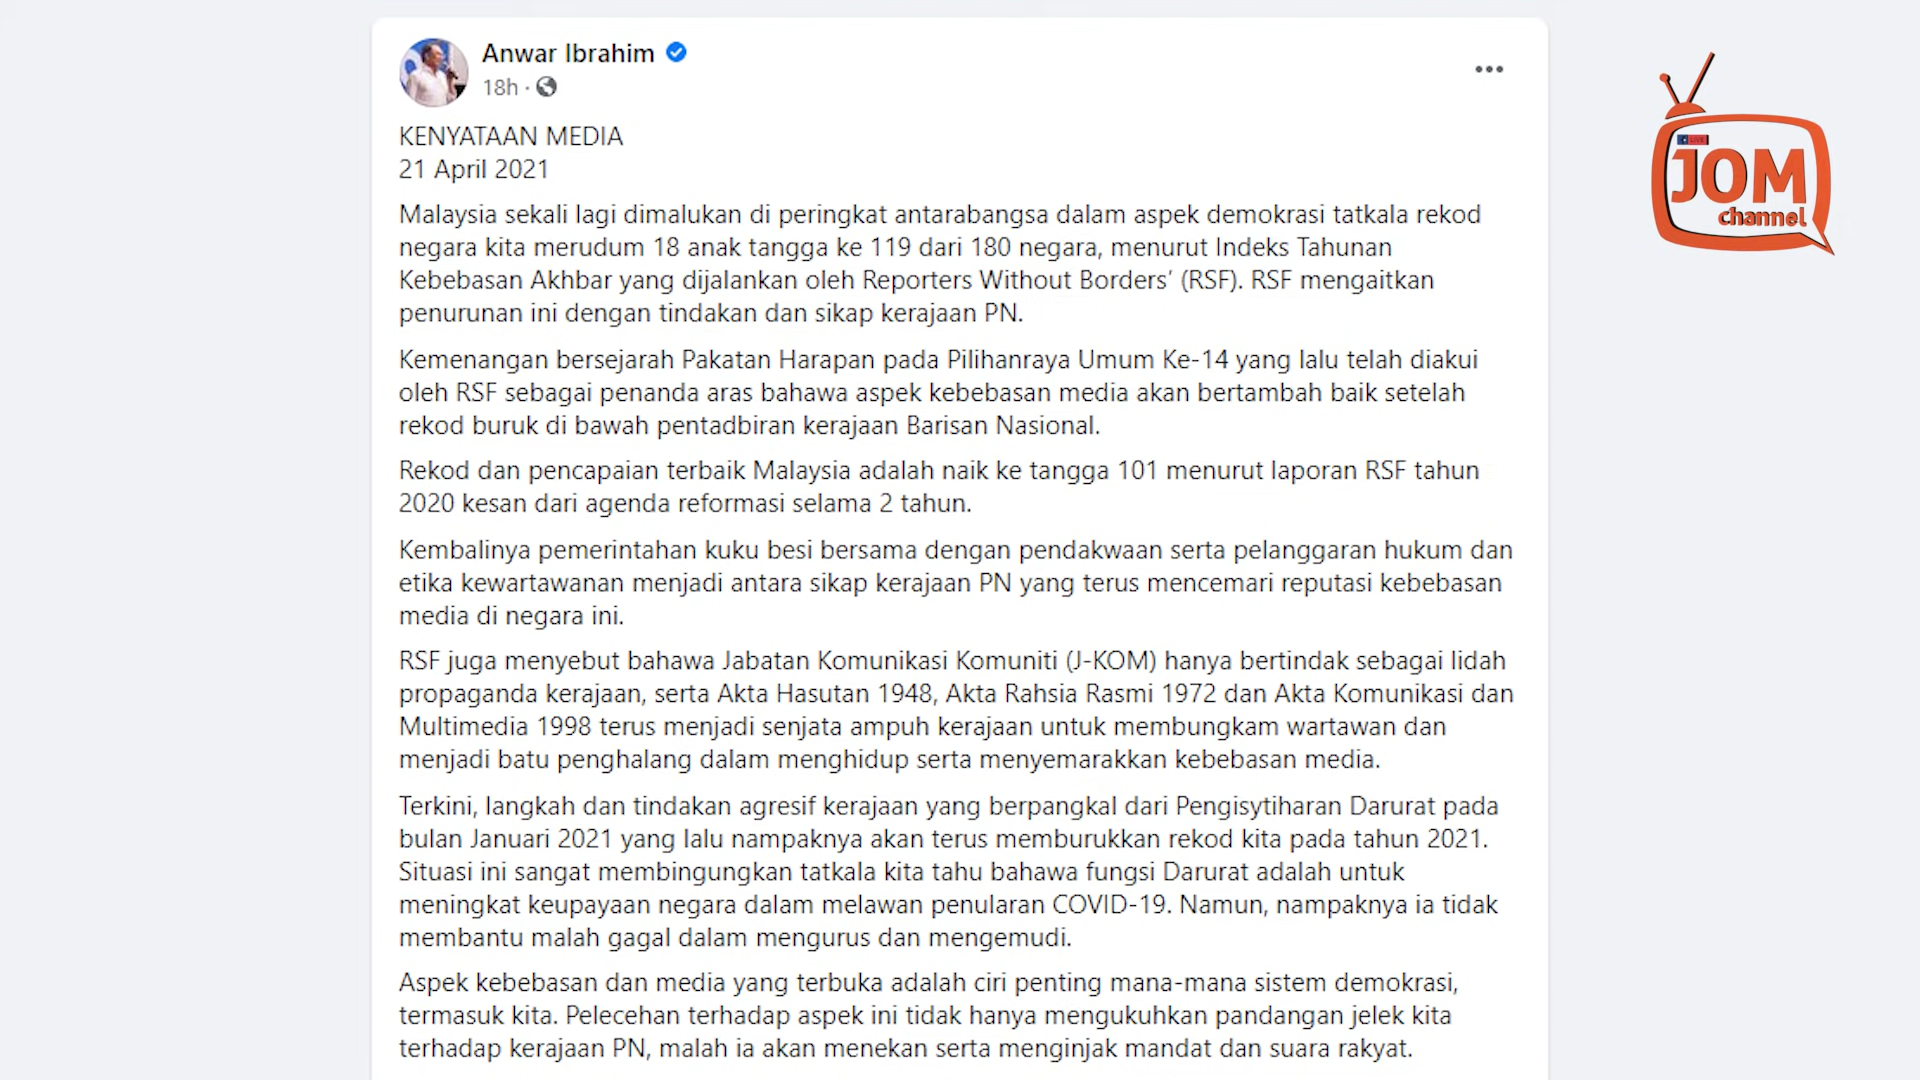 Anwar Ibrahim
18h ·
KENYATAAN MEDIA
21 April 2021
Malaysia sekali lagi dimalukan di peringkat antarabangsa dalam aspek demokrasi tatkala rekod
negara kita merudum 18 anak tangga ke 119 dari 180 negara, menurut Indeks Tahunan
Kebebasan Akhbar yang dijalankan oleh Reporters Without Borders’ (RSF). RSF mengaitkan
penurunan ini dengan tindakan dan sikap kerajaan PN.
Kemenangan bersejarah Pakatan Harapan pada Pilihanraya Umum Ke-14 yang lalu telah diakui
oleh RSF sebagai penanda aras bahawa aspek kebebasan media akan bertambah baik setelah
rekod buruk di bawah pentadbiran kerajaan Barisan Nasional.
Rekod dan pencapaian terbaik Malaysia adalah naik ke tangga 101 menurut laporan RSF tahun
2020 kesan dari agenda reformasi selama 2 tahun.
Kembalinya pemerintahan kuku besi bersama dengan pendakwaan serta pelanggaran hukum dan
etika kewartawanan menjadi antara sikap kerajaan PN yang terus mencemari reputasi kebebasan
media di negara ini.
RSF juga menyebut bahawa Jabatan Komunikasi Komuniti (J-KOM) hanya bertindak sebagai lidah
propaganda kerajaan, serta Akta Hasutan 1948, Akta Rahsia Rasmi 1972 dan Akta Komunikasi dan
Multimedia 1998 terus menjadi senjata ampuh kerajaan untuk membungkam wartawan dan
menjadi batu penghalang dalam menghidup serta menyemarakkan kebebasan media.
Terkini, langkah dan tindakan agresif kerajaan yang berpangkal dari Pengisytiharan Darurat pada
bulan Januari 2021 yang lalu nampaknya akan terus memburukkan rekod kita pada tahun 2021.
Situasi ini sangat membingungkan tatkala kita tahu bahawa fungsi Darurat adalah untuk
meningkat keupayaan negara dalam melawan penularan COVID-19. Namun, nampaknya ia tidak
membantu malah gagal dalam mengurus dan mengemudi.
Aspek kebebasan dan media yang terbuka adalah ciri penting mana-mana sistem demokrasi,
termasuk kita. Pelecehan terhadap aspek ini tidak hanya mengukuhkan pandangan jelek kita
terhadap kerajaan PN, malah ia akan menekan serta menginjak mandat dan suara rakyat.
LIVE
JOM
channel